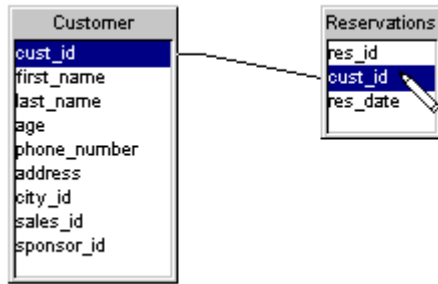 Customer
cust_id
first_name
last_name
age
phone_number
address
city_id
sales_id
sponsor_id
Reservations
res_id
cust_id
res_date